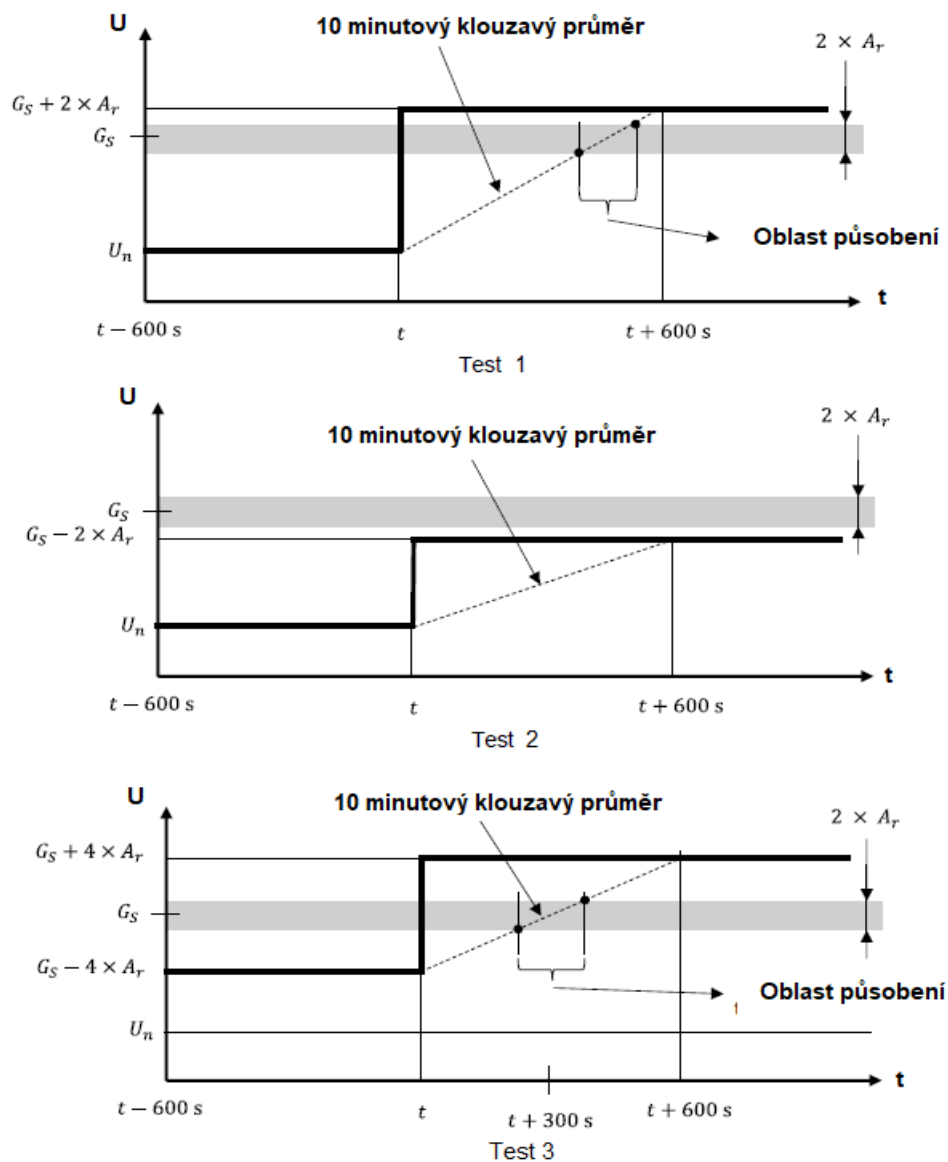 U
10 minutový klouzavý průměr
2 × A_r
G_S + 2 × A_r
G_S
U_n
Oblast působení
t
t − 600 s
t
t + 600 s
Test 1
U
10 minutový klouzavý průměr
2 × A_r
G_S
G_S − 2 × A_r
U_n
t
t − 600 s
t
t + 600 s
Test 2
U
10 minutový klouzavý průměr
2 × A_r
G_S + 4 × A_r
G_S
G_S − 4 × A_r
Oblast působení
1
U_n
t
t − 600 s
t
t + 300 s
t + 600 s
Test 3